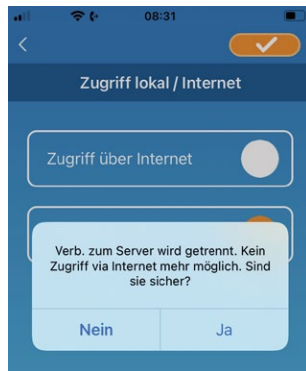 08:31
Zugriff lokal / Internet
Zugriff über Internet
Verb. zum Server wird getrennt. Kein
Zugriff via Internet mehr möglich. Sind
sie sicher?
Nein
Ja